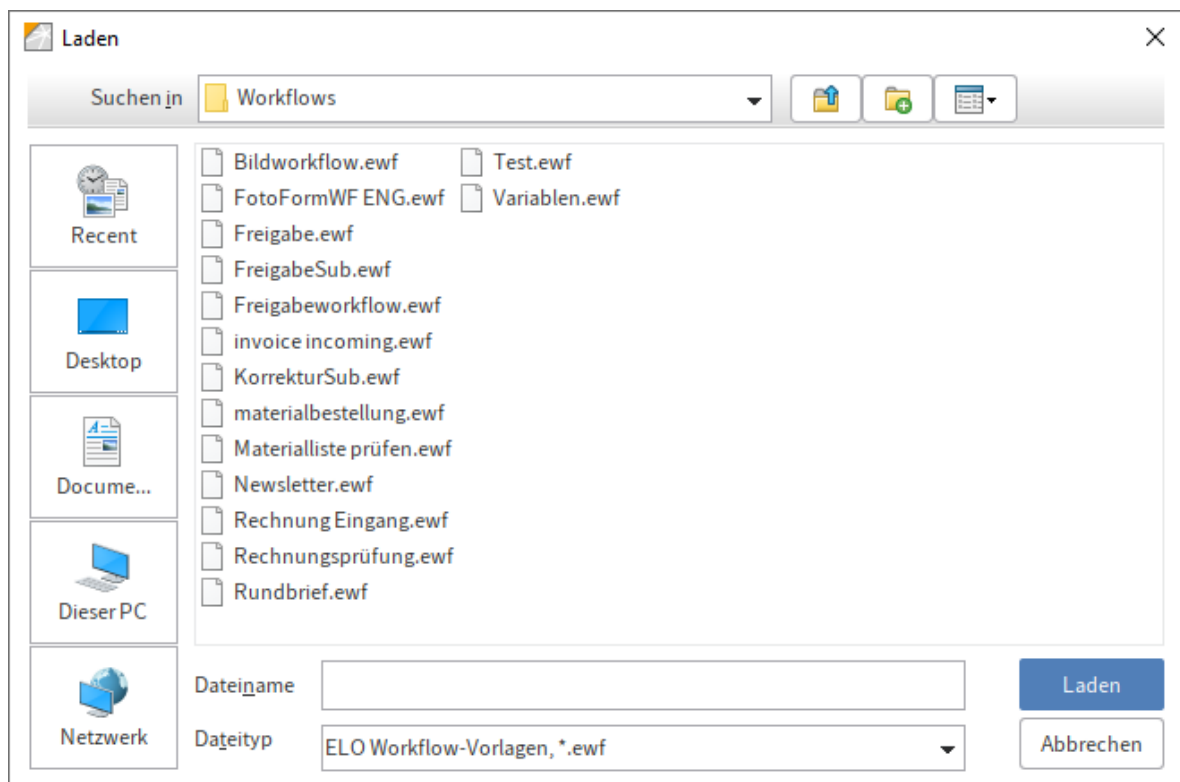 Laden
Suchen in
Workflows
Recent
Desktop
Docume...
Dieser PC
Netzwerk
Bildworkflow.ewf
FotoFormWF ENG.ewf
Freigabe.ewf
FreigabeSub.ewf
Freigabeworkflow.ewf
invoice incoming.ewf
KorrekturSub.ewf
materialbestellung.ewf
Materialliste prüfen.ewf
Newsletter.ewf
Rechnung Eingang.ewf
Rechnungsprüfung.ewf
Rundbrief.ewf
Test.ewf
Variablen.ewf
Dateiname
Laden
Dateityp
ELO Workflow-Vorlagen, *.ewf
Abbrechen